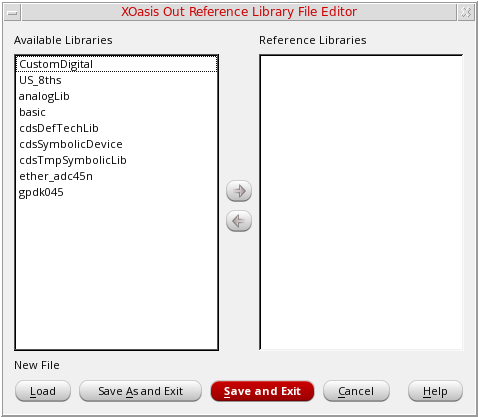 XOasis Out Reference Library File Editor
Available Libraries
Reference Libraries
CustomDigital
US_8ths
analogLib
basic
cdsDefTechLib
cdsSymbolicDevice
cdsTmpSymbolicLib
ether_adc45n
gpdk045
New File
Load
Save As and Exit
Save and Exit
Cancel
Help